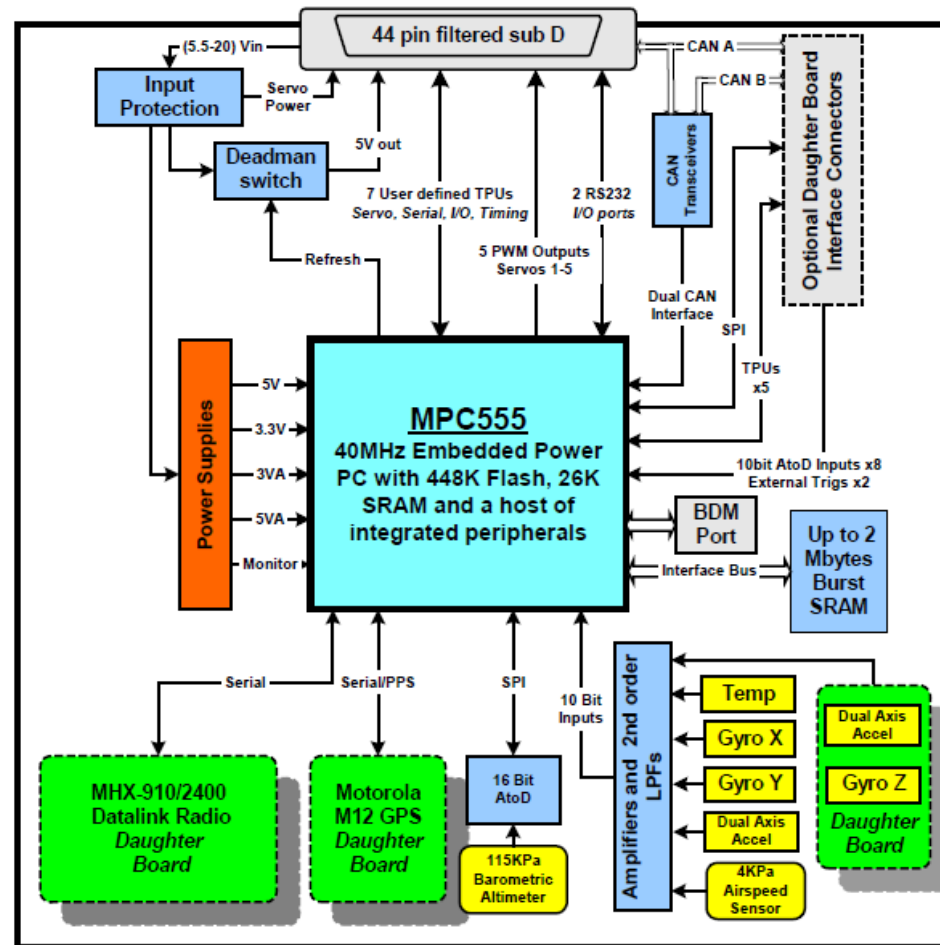 44 pin filtered sub D
(5.5-20) Vin
CAN A
CAN B
Input
Protection
Servo
Power
5V out
Deadman
switch
7 User defined TPUs
Servo, Serial, I/O, Timing
2 RS232
I/O ports
CAN
Transceivers
Optional Daughter Board
Interface Connectors
5 PWM Outputs
Servos 1-5
Refresh
Dual CAN
Interface
SPI
TPUs
x5
Power Supplies
5V
3.3V
3VA
5VA
Monitor
MPC555
40MHz Embedded Power
PC with 448K Flash, 26K
SRAM and a host of
integrated peripherals
10bit AtoD Inputs x8
External Trigs x2
BDM
Port
Interface Bus
Up to 2
Mbytes
Burst
SRAM
Serial
Serial/PPS
SPI
10 Bit
Inputs
Amplifiers and 2nd order
LPFs
Temp
Gyro X
Gyro Y
Dual Axis
Accel
4KPa
Airspeed
Sensor
Dual Axis
Accel
Gyro Z
Daughter
Board
MHX-910/2400
Datalink Radio
Daughter
Board
Motorola
M12 GPS
Daughter
Board
16 Bit
AtoD
115KPa
Barometric
Altimeter